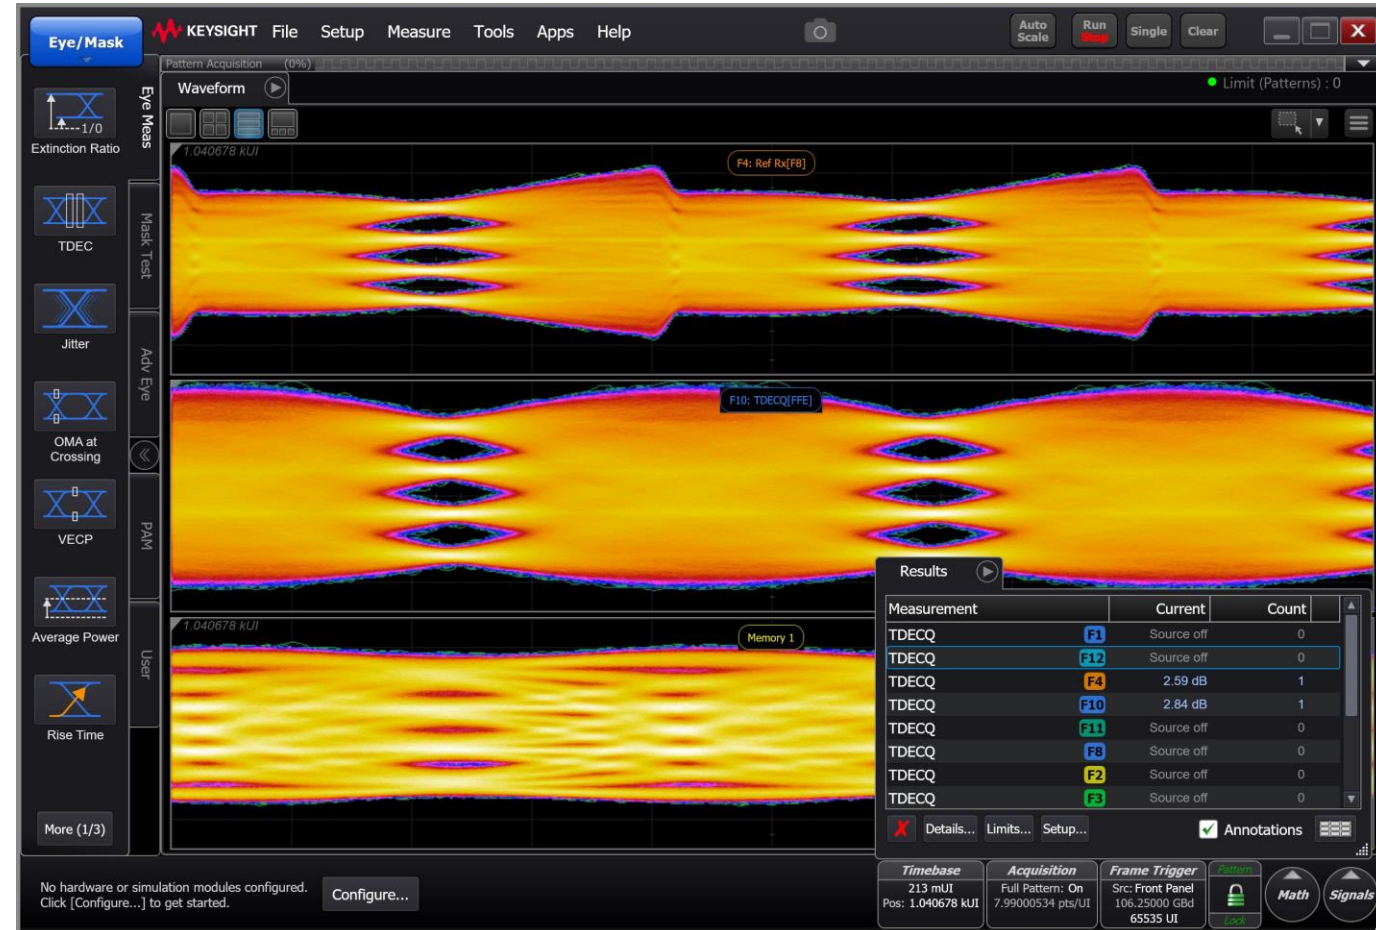 Eye/Mask
KEYSIGHT File Setup Measure Tools Apps Help
Auto Scale
Run Stop
Single
Clear
Pattern Acquisition (0%)
Waveform
Limit (Patterns) : 0
Eye Meas
Mask Test
Adv Eye
PAM
User
1/0
Extinction Ratio
TDEC
Jitter
OMA at
Crossing
VECP
Average Power
Rise Time
More (1/3)
1.040678 kUI
F4: Ref Rx[F8]
F10: TDECQ[FFE]
1.040678 kUI
Memory 1
Results
Measurement Current Count
TDECQ F1 Source off 0
TDECQ F12 Source off 0
TDECQ F4 2.59 dB 1
TDECQ F10 2.84 dB 1
TDECQ F11 Source off 0
TDECQ F8 Source off 0
TDECQ F2 Source off 0
TDECQ F3 Source off 0
Details... Limits... Setup... Annotations
No hardware or simulation modules configured.
Click [Configure...] to get started.
Configure...
Timebase
213 mUI
Pos: 1.040678 kUI
Acquisition
Full Pattern: On
7.99000534 pts/UI
Frame Trigger
Src: Front Panel
106.25000 GBd
65535 UI
Pattern
Lock
Math
Signals